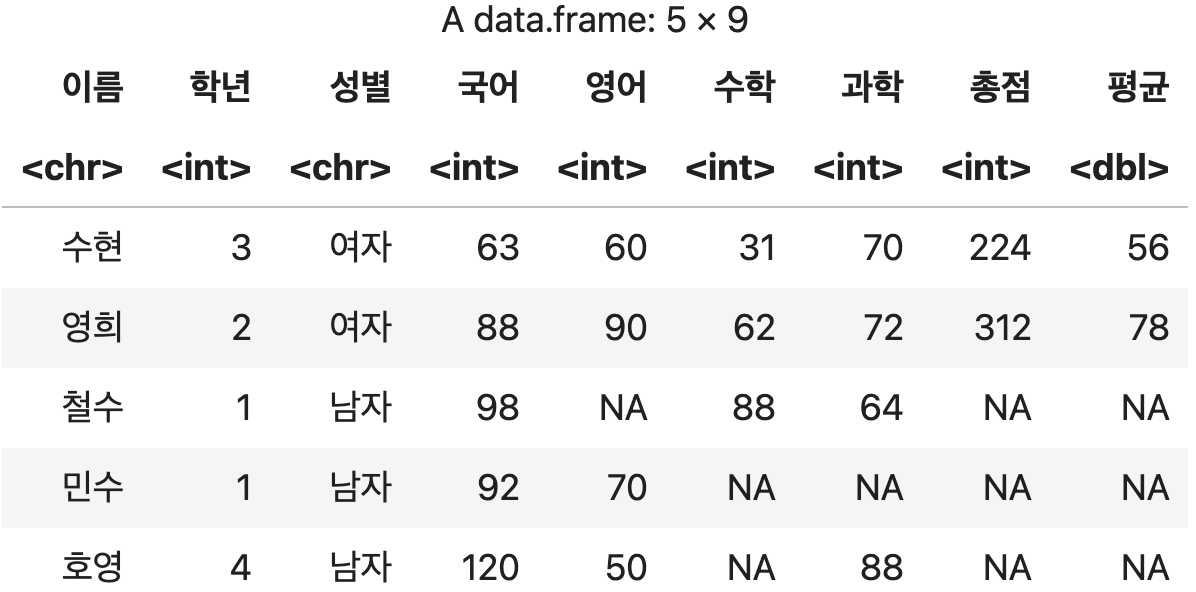 A data.frame: 5 × 9
이름 학년 성별 국어 영어 수학 과학 총점 평균
<chr> <int> <chr> <int> <int> <int> <int> <int> <dbl>
수현 3 여자 63 60 31 70 224 56
영희 2 여자 88 90 62 72 312 78
철수 1 남자 98 NA 88 64 NA NA
민수 1 남자 92 70 NA NA NA NA
호영 4 남자 120 50 NA 88 NA NA